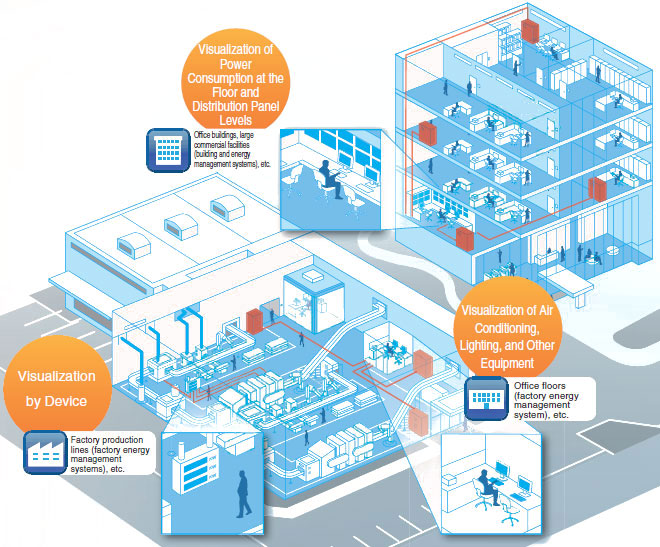 Visualization of
Power
Consumption at the
Floor and
Distribution Panel
Levels
Office buildings, large
commercial facilities
(building and energy
management systems), etc.
Visualization of Air
Conditioning,
Lighting, and Other
Equipment
Office floors
(factory energy
management
system), etc.
Visualization
by Device
Factory production
lines (factory energy
management
systems), etc.